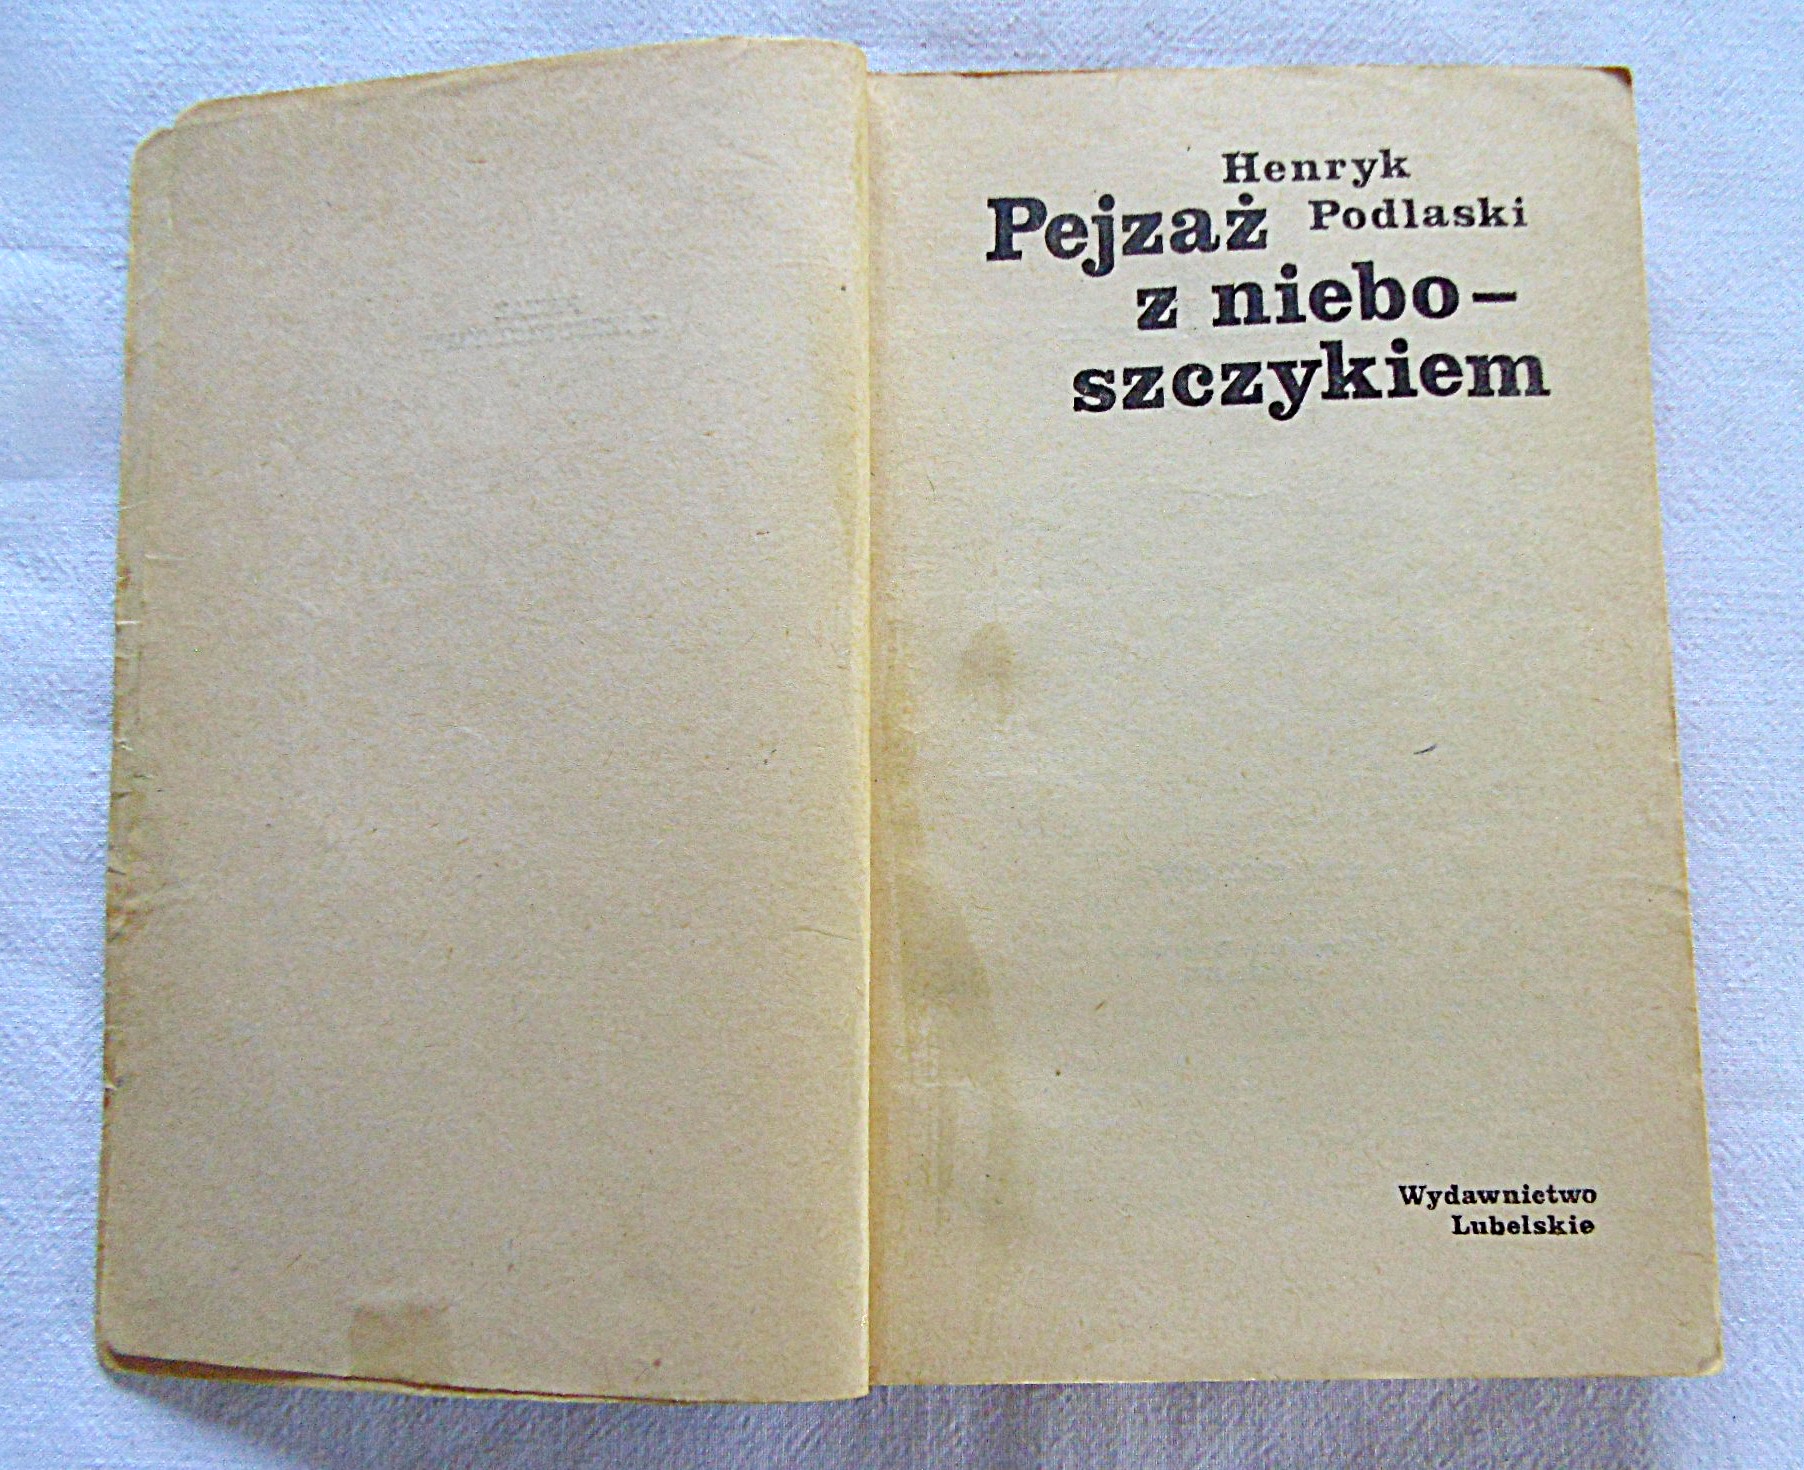 Henryk
Podlaski
Pejzaż
z niebo–
szczykiem
Wydawnictwo
Lubelskie